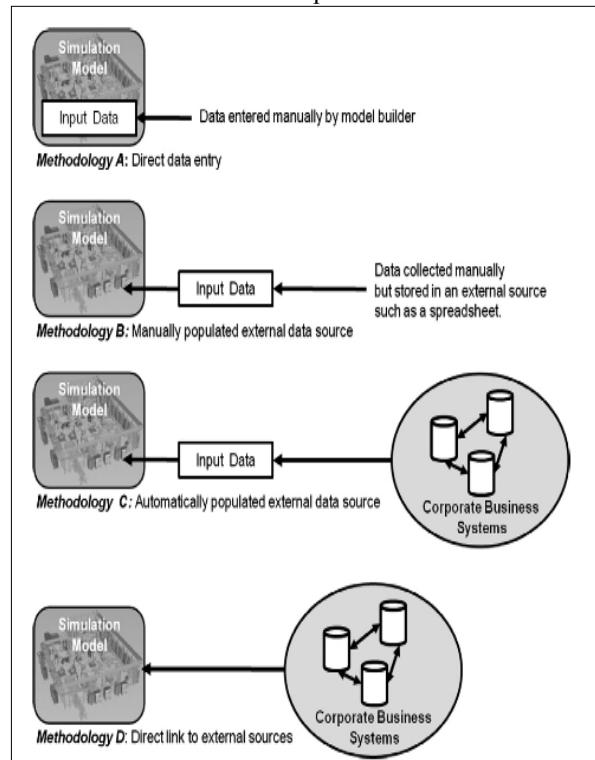 Simulation
Model
Input Data
Data entered manually by model builder
Methodology A: Direct data entry
Simulation
Model
Input Data
Data collected manually
but stored in an external source
such as a spreadsheet.
Methodology B: Manually populated external data source
Simulation
Model
Input Data
Corporate Business
Systems
Methodology C: Automatically populated external data source
Simulation
Model
Corporate Business
Systems
Methodology D: Direct link to external sources